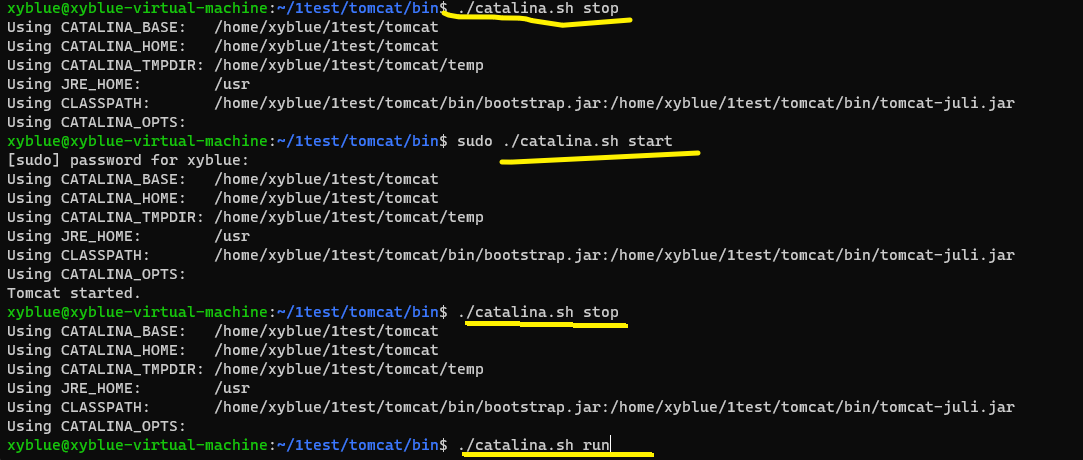 xyblue@xyblue-virtual-machine:~/1test/tomcat/bin$ ./catalina.sh stop
Using CATALINA_BASE:   /home/xyblue/1test/tomcat
Using CATALINA_HOME:   /home/xyblue/1test/tomcat
Using CATALINA_TMPDIR: /home/xyblue/1test/tomcat/temp
Using JRE_HOME:        /usr
Using CLASSPATH:       /home/xyblue/1test/tomcat/bin/bootstrap.jar:/home/xyblue/1test/tomcat/bin/tomcat-juli.jar
Using CATALINA_OPTS:
xyblue@xyblue-virtual-machine:~/1test/tomcat/bin$ sudo ./catalina.sh start
[sudo] password for xyblue:
Using CATALINA_BASE:   /home/xyblue/1test/tomcat
Using CATALINA_HOME:   /home/xyblue/1test/tomcat
Using CATALINA_TMPDIR: /home/xyblue/1test/tomcat/temp
Using JRE_HOME:        /usr
Using CLASSPATH:       /home/xyblue/1test/tomcat/bin/bootstrap.jar:/home/xyblue/1test/tomcat/bin/tomcat-juli.jar
Using CATALINA_OPTS:
Tomcat started.
xyblue@xyblue-virtual-machine:~/1test/tomcat/bin$ ./catalina.sh stop
Using CATALINA_BASE:   /home/xyblue/1test/tomcat
Using CATALINA_HOME:   /home/xyblue/1test/tomcat
Using CATALINA_TMPDIR: /home/xyblue/1test/tomcat/temp
Using JRE_HOME:        /usr
Using CLASSPATH:       /home/xyblue/1test/tomcat/bin/bootstrap.jar:/home/xyblue/1test/tomcat/bin/tomcat-juli.jar
Using CATALINA_OPTS:
xyblue@xyblue-virtual-machine:~/1test/tomcat/bin$ ./catalina.sh run